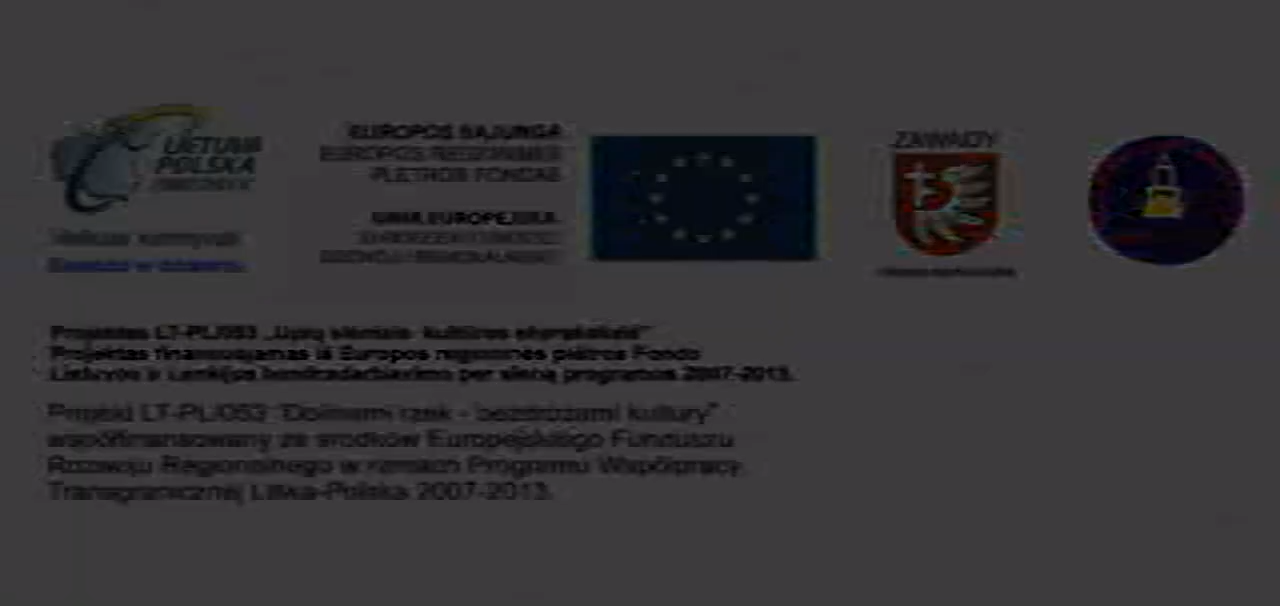 LIETUVA
POLSKA
EUROPOS SĄJUNGA
EUROPOS REGIONINĖS
PLĖTROS FONDAS
UNIA EUROPEJSKA
ZAWADY
Projektas LT-PL/053 „Upių slėniais- kultūros
Projektas finansuojamas iš Europos regioninės plėtros Fondo
Lietuvos ir Lenkijos bendradarbiavimo per sieną programos 2007-2013.
Projekt LT-PL/053 "Dolinami rzek - bezdrożami kultury"
współfinansowany ze środków Europejskiego Funduszu
Rozwoju Regionalnego w ramach Programu Współpracy
Transgranicznej Litwa-Polska 2007-2013.